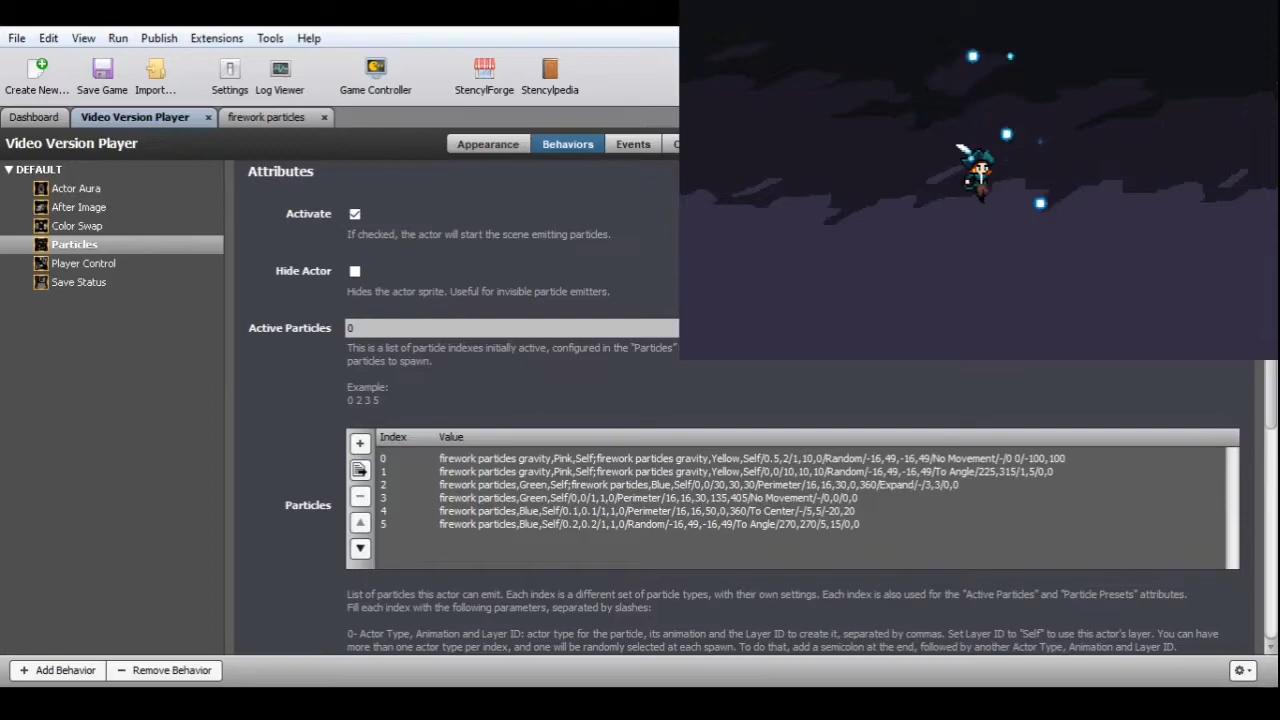 File Edit View Run Publish Extensions Tools Help
Create New... Save Game Import... Settings Log Viewer Game Controller StencylForge Stencylpedia
Dashboard Video Version Player × firework particles ×
Video Version Player Appearance Behaviors Events
DEFAULT
Actor Aura
After Image
Color Swap
Particles
Player Control
Save Status
Attributes
Activate
If checked, the actor will start the scene emitting particles.
Hide Actor
Hides the actor sprite. Useful for invisible particle emitters.
Active Particles 0
This is a list of particle indexes initially active, configured in the "Particles"
particles to spawn.
Example:
0 2 3 5
Index Value
0 firework particles gravity,Pink,Self;firework particles gravity,Yellow,Self/0.5,2/1,10,0/Random/-16,49,-16,49/No Movement/-/0 0/-100,100
1 firework particles gravity,Pink,Self;firework particles gravity,Yellow,Self/0,0/10,10,10/Random/-16,49,-16,49/To Angle/225,315/1,5/0,0
2 firework particles,Green,Self;firework particles,Blue,Self/0,0/30,30,30/Perimeter/16,16,30,0,360/Expand/-/3,3/0,0
3 firework particles,Green,Self/0,0/1,1,0/Perimeter/16,16,30,135,405/No Movement/-/0,0/0,0
4 firework particles,Blue,Self/0.1,0.1/1,1,0/Perimeter/16,16,50,0,360/To Center/-/5,5/-20,20
5 firework particles,Blue,Self/0.2,0.2/1,1,0/Random/-16,49,-16,49/To Angle/270,270/5,15/0,0
Particles
List of particles this actor can emit. Each index is a different set of particle types, with their own settings. Each index is also used for the "Active Particles" and "Particle Presets" attributes.
Fill each index with the following parameters, separated by slashes:
0- Actor Type, Animation and Layer ID: actor type for the particle, its animation and the Layer ID to create it, separated by commas. Set Layer ID to "Self" to use this actor's layer. You can have
more than one actor type per index, and one will be randomly selected at each spawn. To do that, add a semicolon at the end, followed by another Actor Type, Animation and Layer ID.
+ Add Behavior − Remove Behavior